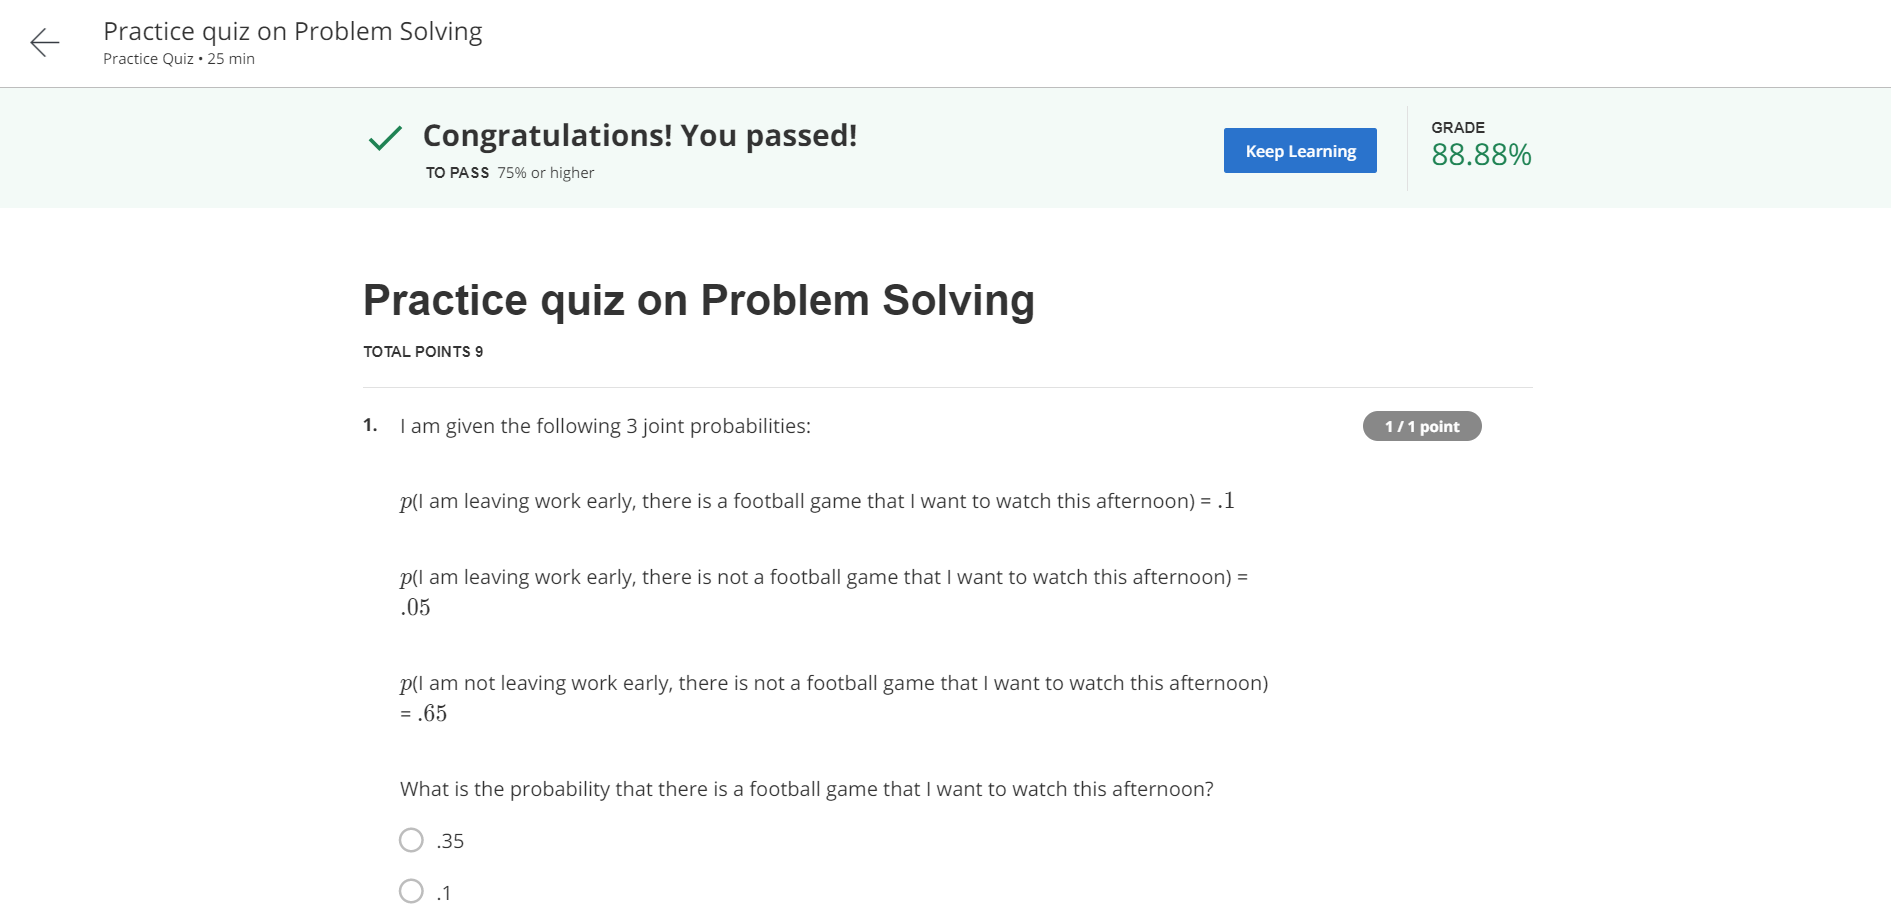 Practice quiz on Problem Solving
Practice Quiz • 25 min
Congratulations! You passed!
TO PASS 75% or higher
Keep Learning
GRADE
88.88%
Practice quiz on Problem Solving
TOTAL POINTS 9
1. I am given the following 3 joint probabilities:
1 / 1 point
p(I am leaving work early, there is a football game that I want to watch this afternoon) = .1
p(I am leaving work early, there is not a football game that I want to watch this afternoon) =
.05
p(I am not leaving work early, there is not a football game that I want to watch this afternoon)
= .65
What is the probability that there is a football game that I want to watch this afternoon?
.35
.1